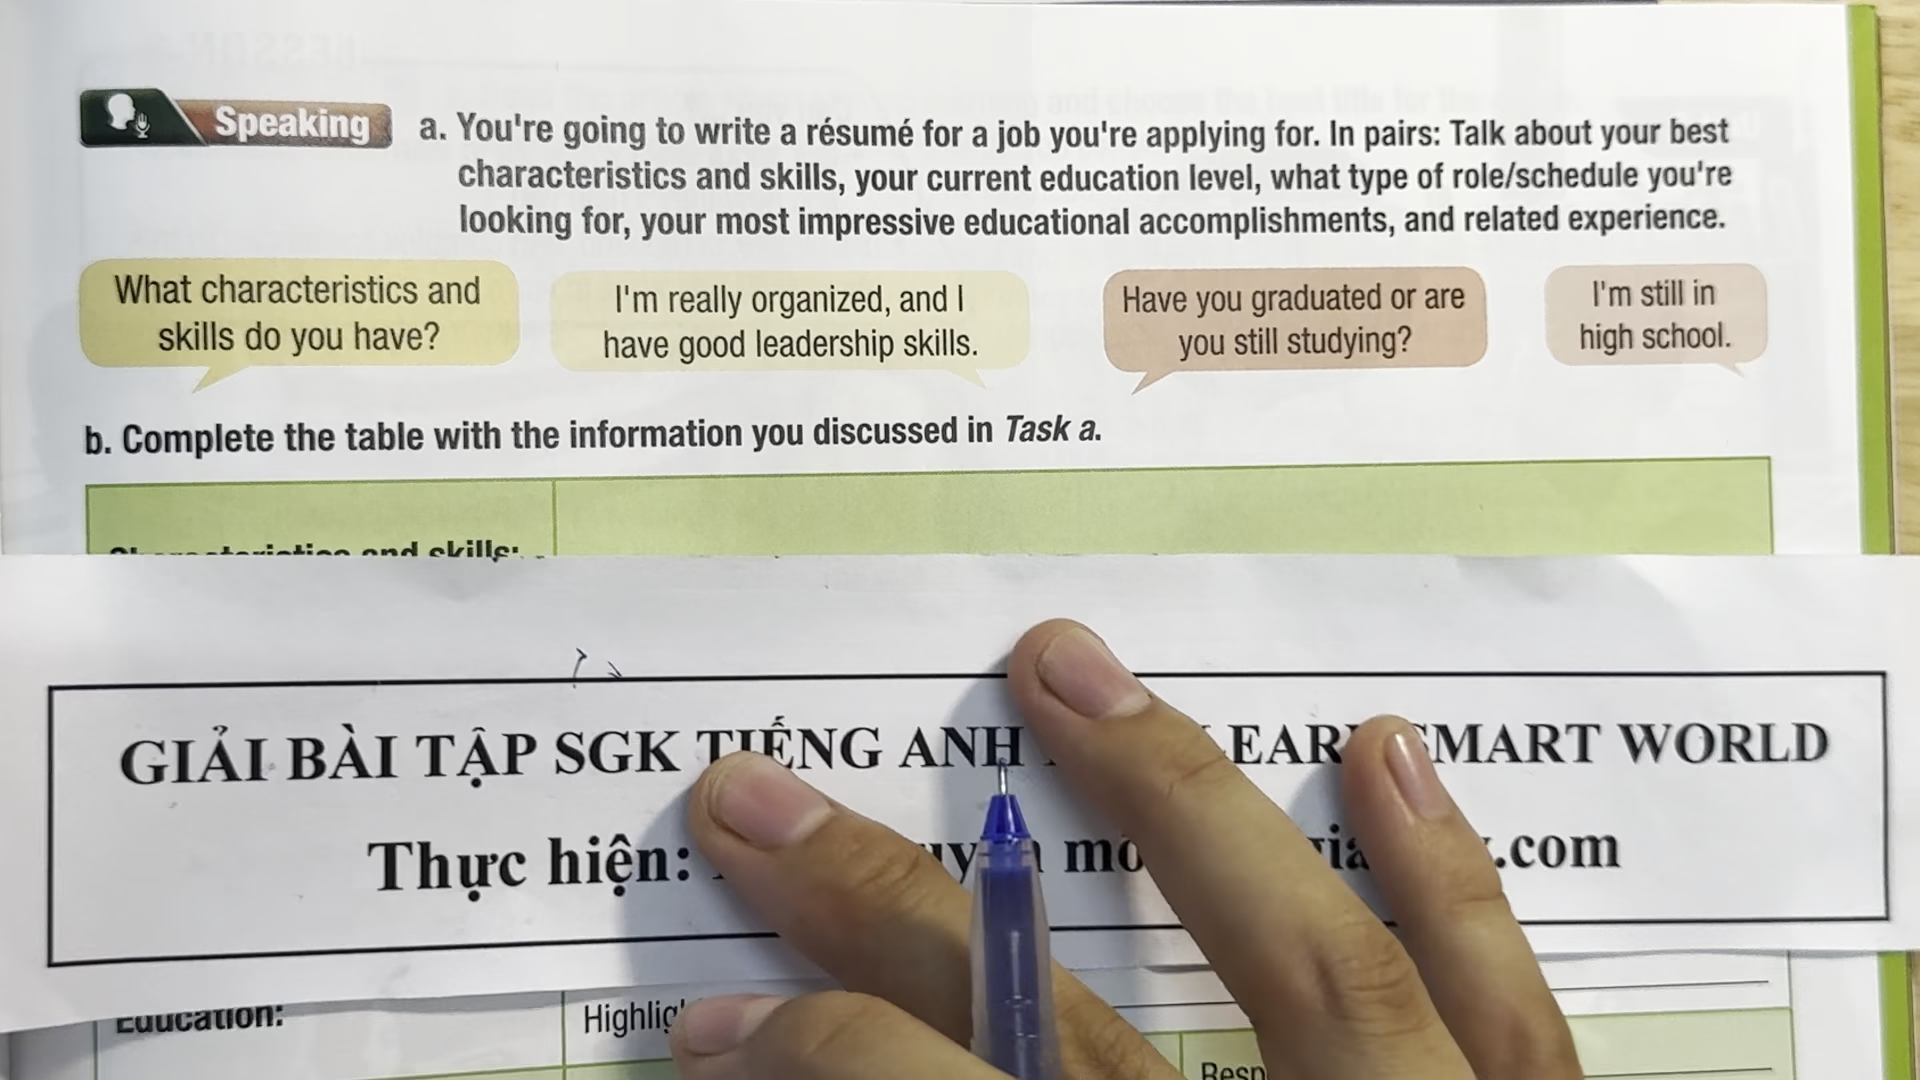 Speaking
a. You're going to write a résumé for a job you're applying for. In pairs: Talk about your best
characteristics and skills, your current education level, what type of role/schedule you're
looking for, your most impressive educational accomplishments, and related experience.
What characteristics and
skills do you have?
I'm really organized, and I
have good leadership skills.
Have you graduated or are
you still studying?
I'm still in
high school.
b. Complete the table with the information you discussed in Task a.
Characteristics and skills:
GIẢI BÀI TẬP SGK TIẾNG ANH SMART WORLD
Thực hiện: .com
Education: